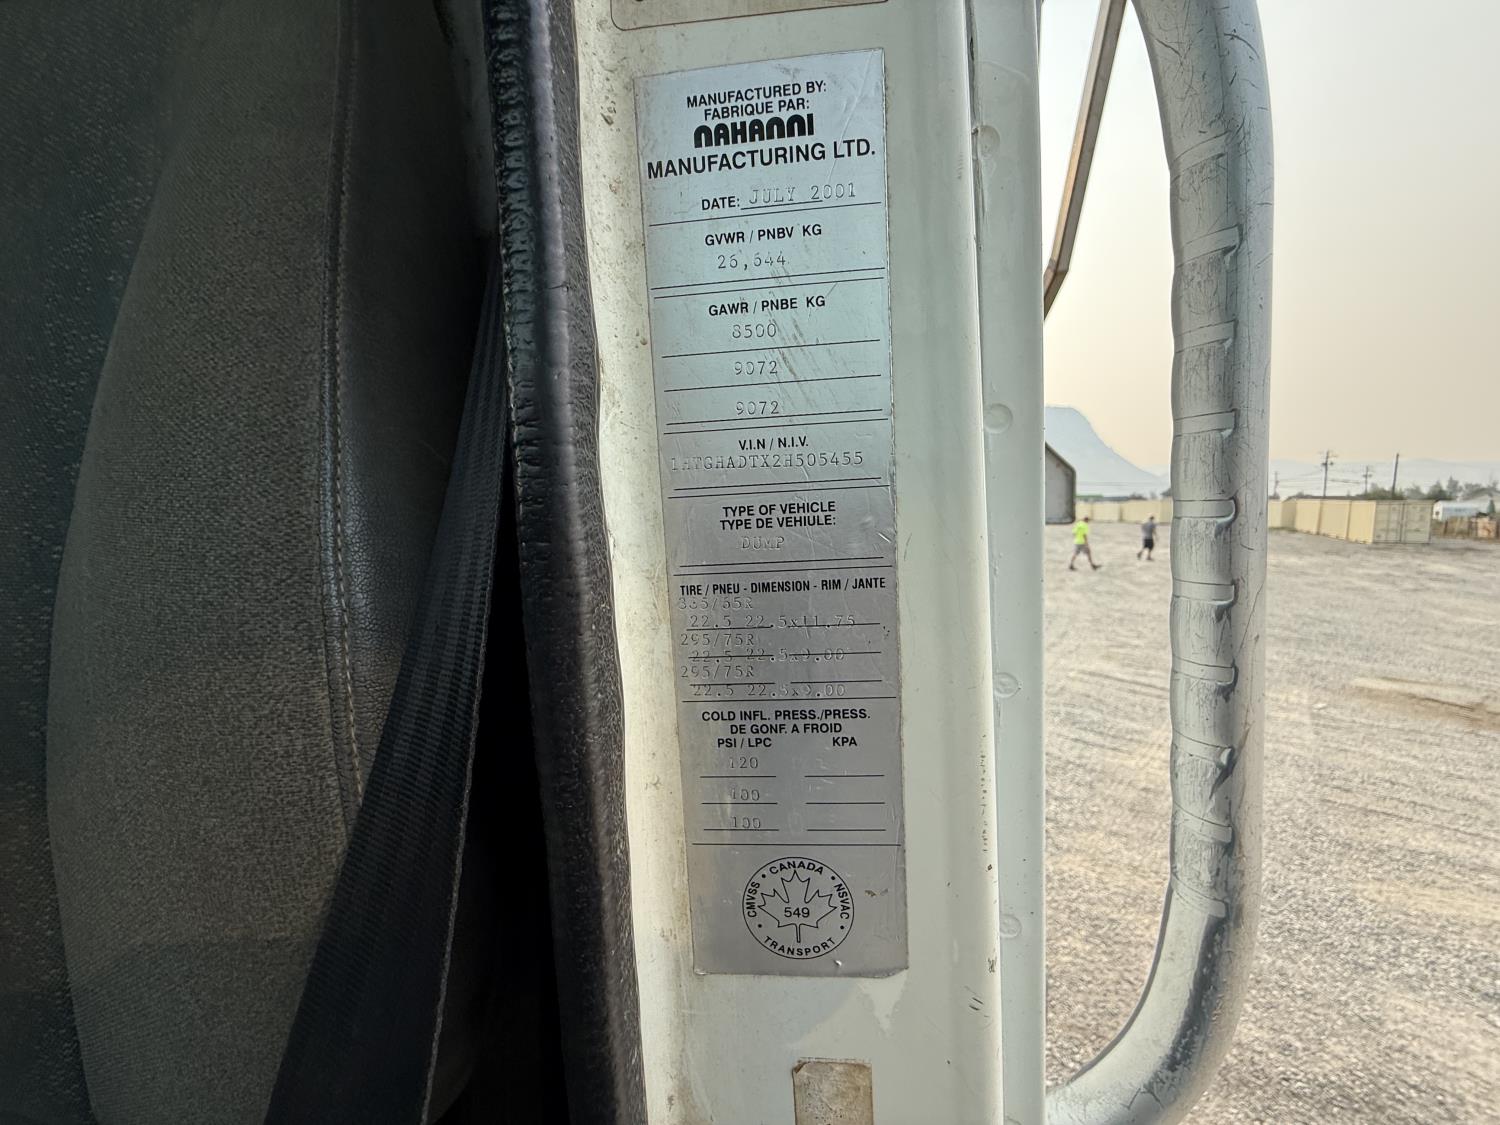 MANUFACTURED BY:
FABRIQUE PAR:
NAHANNI
MANUFACTURING LTD.
DATE: JULY 2001
GVWR / PNBV KG
26,644
GAWR / PNBE KG
8500
9072
9072
V.I.N / N.I.V.
1HTGHADTX2H505455
TYPE OF VEHICLE
TYPE DE VEHIULE:
DUMP
TIRE / PNEU - DIMENSION - RIM / JANTE
385/65R
22.5 22.5x11.75
295/75R
22.5 22.5x9.00
295/75R
22.5 22.5x9.00
COLD INFL. PRESS./PRESS.
DE GONF. A FROID
PSI / LPC KPA
120
100
100
CANADA
CMVSS 549 NSVAC
TRANSPORT